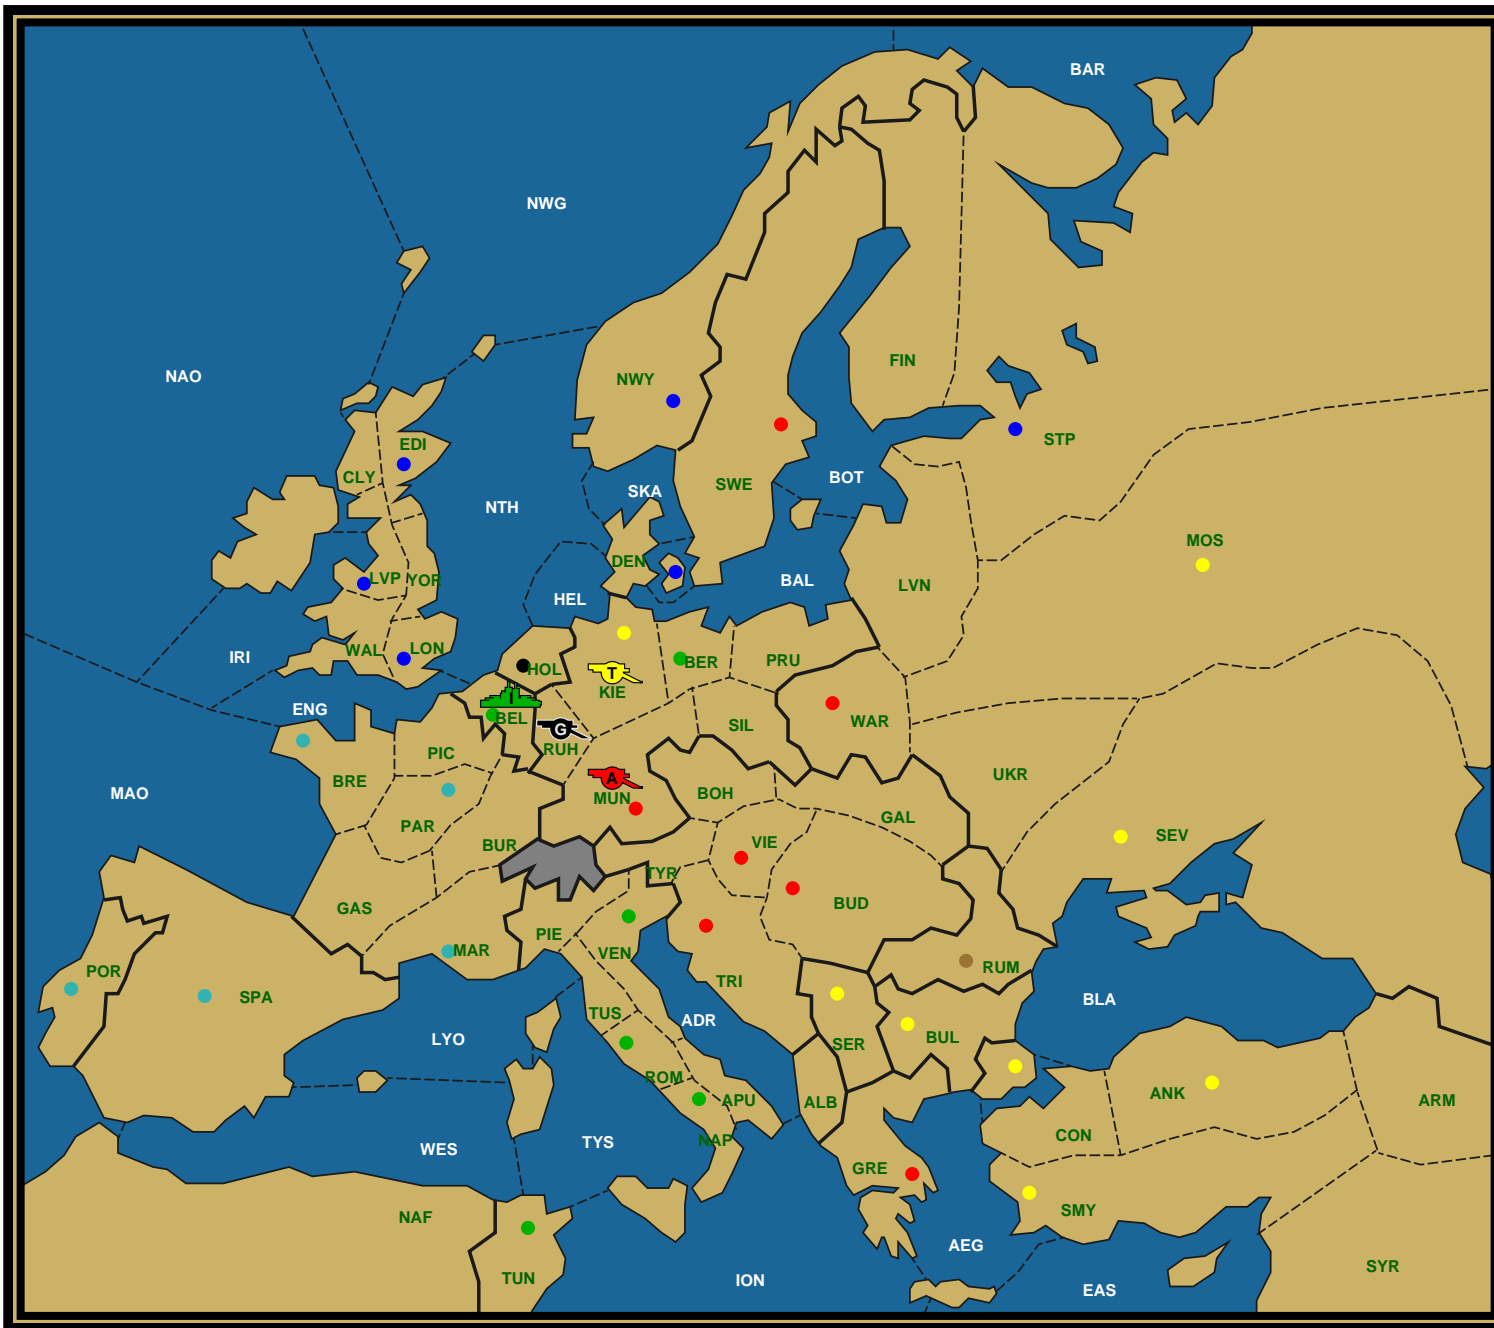 BAR
NWG
NAO
FIN
NWY
EDI
STP
CLY
SWE
BOT
SKA
NTH
MOS
DEN
LVP
YOR
BAL
LVN
HEL
WAL
LON
IRI
HOL
BER
PRU
T
KIE
I
ENG
BEL
G
RUH
SIL
WAR
PIC
BRE
A
MUN
BOH
UKR
MAO
PAR
GAL
SEV
BUR
VIE
TYR
BUD
GAS
PIE
VEN
MAR
POR
SPA
TRI
RUM
BLA
TUS
ADR
LYO
SER
BUL
ROM
APU
ALB
ANK
ARM
WES
TYS
NAP
CON
GRE
SMY
NAF
AEG
TUN
ION
EAS
SYR